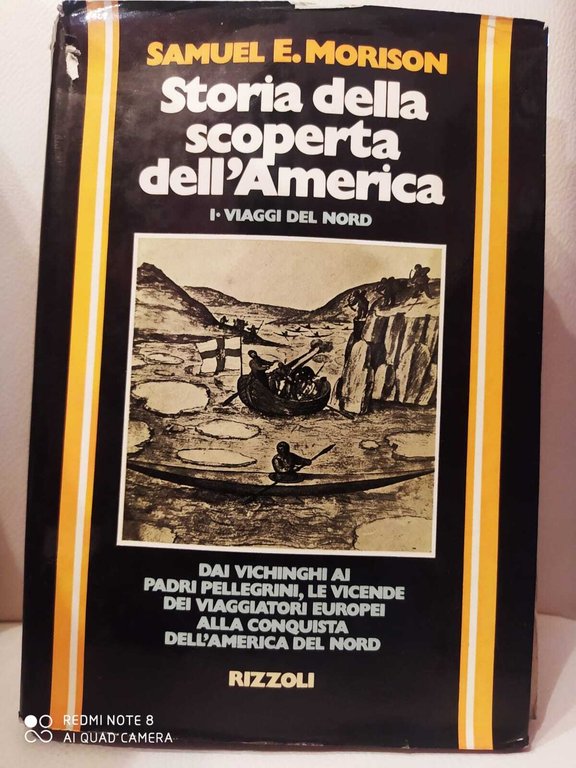 SAMUEL E. MORISON
Storia della
scoperta
dell'America
I · VIAGGI DEL NORD
DAI VICHINGHI AI
PADRI PELLEGRINI, LE VICENDE
DEI VIAGGIATORI EUROPEI
ALLA CONQUISTA
DELL'AMERICA DEL NORD
RIZZOLI
REDMI NOTE 8
AI QUAD CAMERA